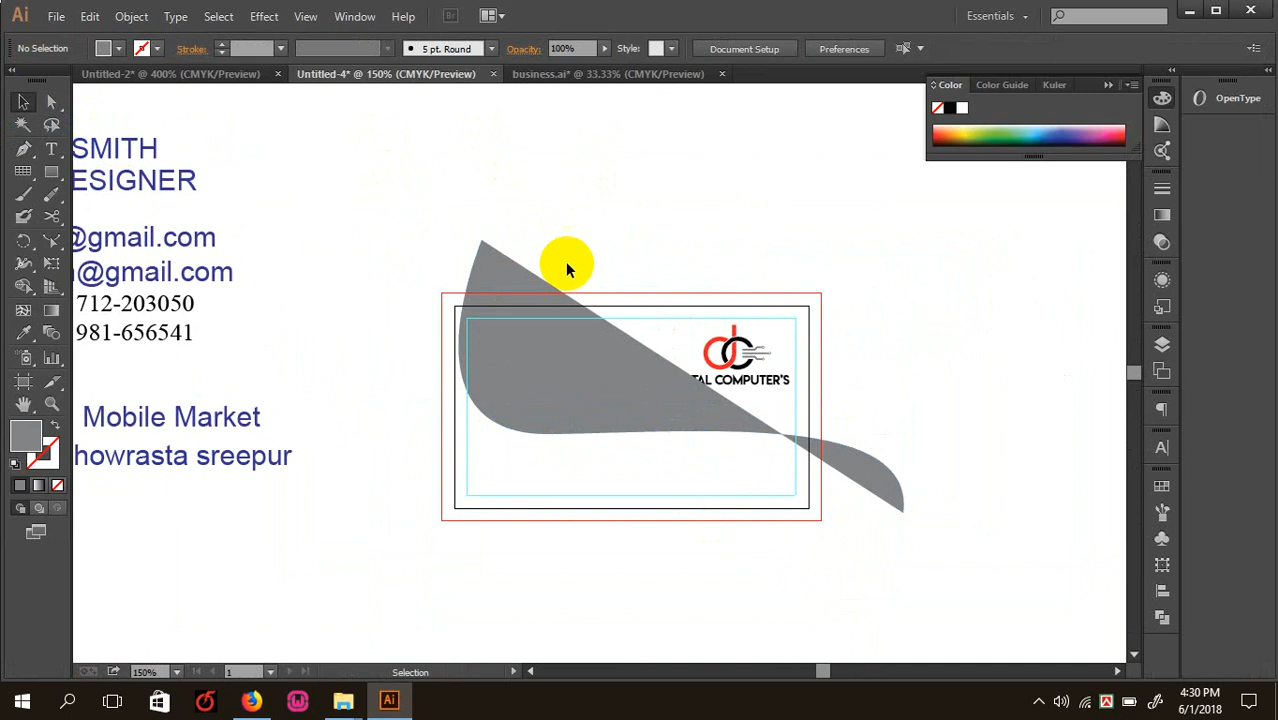 Ai File Edit Object Type Select Effect View Window Help Br Essentials
No Selection Stroke: 5 pt. Round Opacity: 100% Style: Document Setup Preferences
Untitled-2* @ 400% (CMYK/Preview) × Untitled-4* @ 150% (CMYK/Preview) × business.ai* @ 33.33% (CMYK/Preview) ×
Color Color Guide Kuler
OpenType
SMITH
ESIGNER
@gmail.com
@gmail.com
712-203050
981-656541
Mobile Market
howrasta sreepur
TAL COMPUTER'S
150% 1 Selection
Ai 4:30 PM
6/1/2018